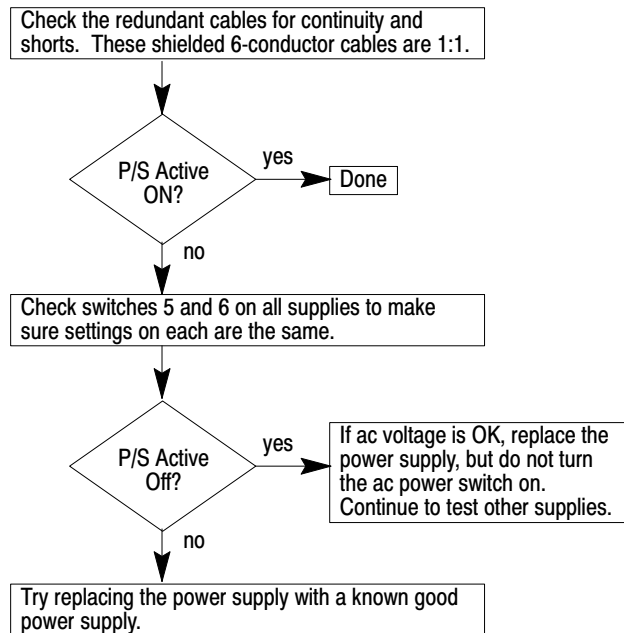 Check the redundant cables for continuity and
shorts.  These shielded 6-conductor cables are 1:1.
P/S Active
ON?
yes
Done
no
Check switches 5 and 6 on all supplies to make
sure settings on each are the same.
P/S Active
Off?
yes
If ac voltage is OK, replace the
power supply, but do not turn
the ac power switch on.
Continue to test other supplies.
no
Try replacing the power supply with a known good
power supply.